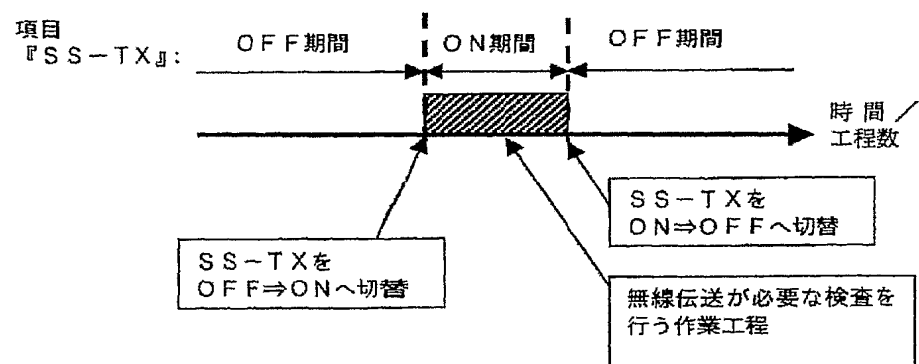 項目
『ＳＳ－ＴＸ』:
ＯＦＦ期間
ＯＮ期間
ＯＦＦ期間
時間／
工程数
ＳＳ－ＴＸを
ＯＦＦ⇒ＯＮへ切替
ＳＳ－ＴＸを
ＯＮ⇒ＯＦＦへ切替
無線伝送が必要な検査を
行う作業工程